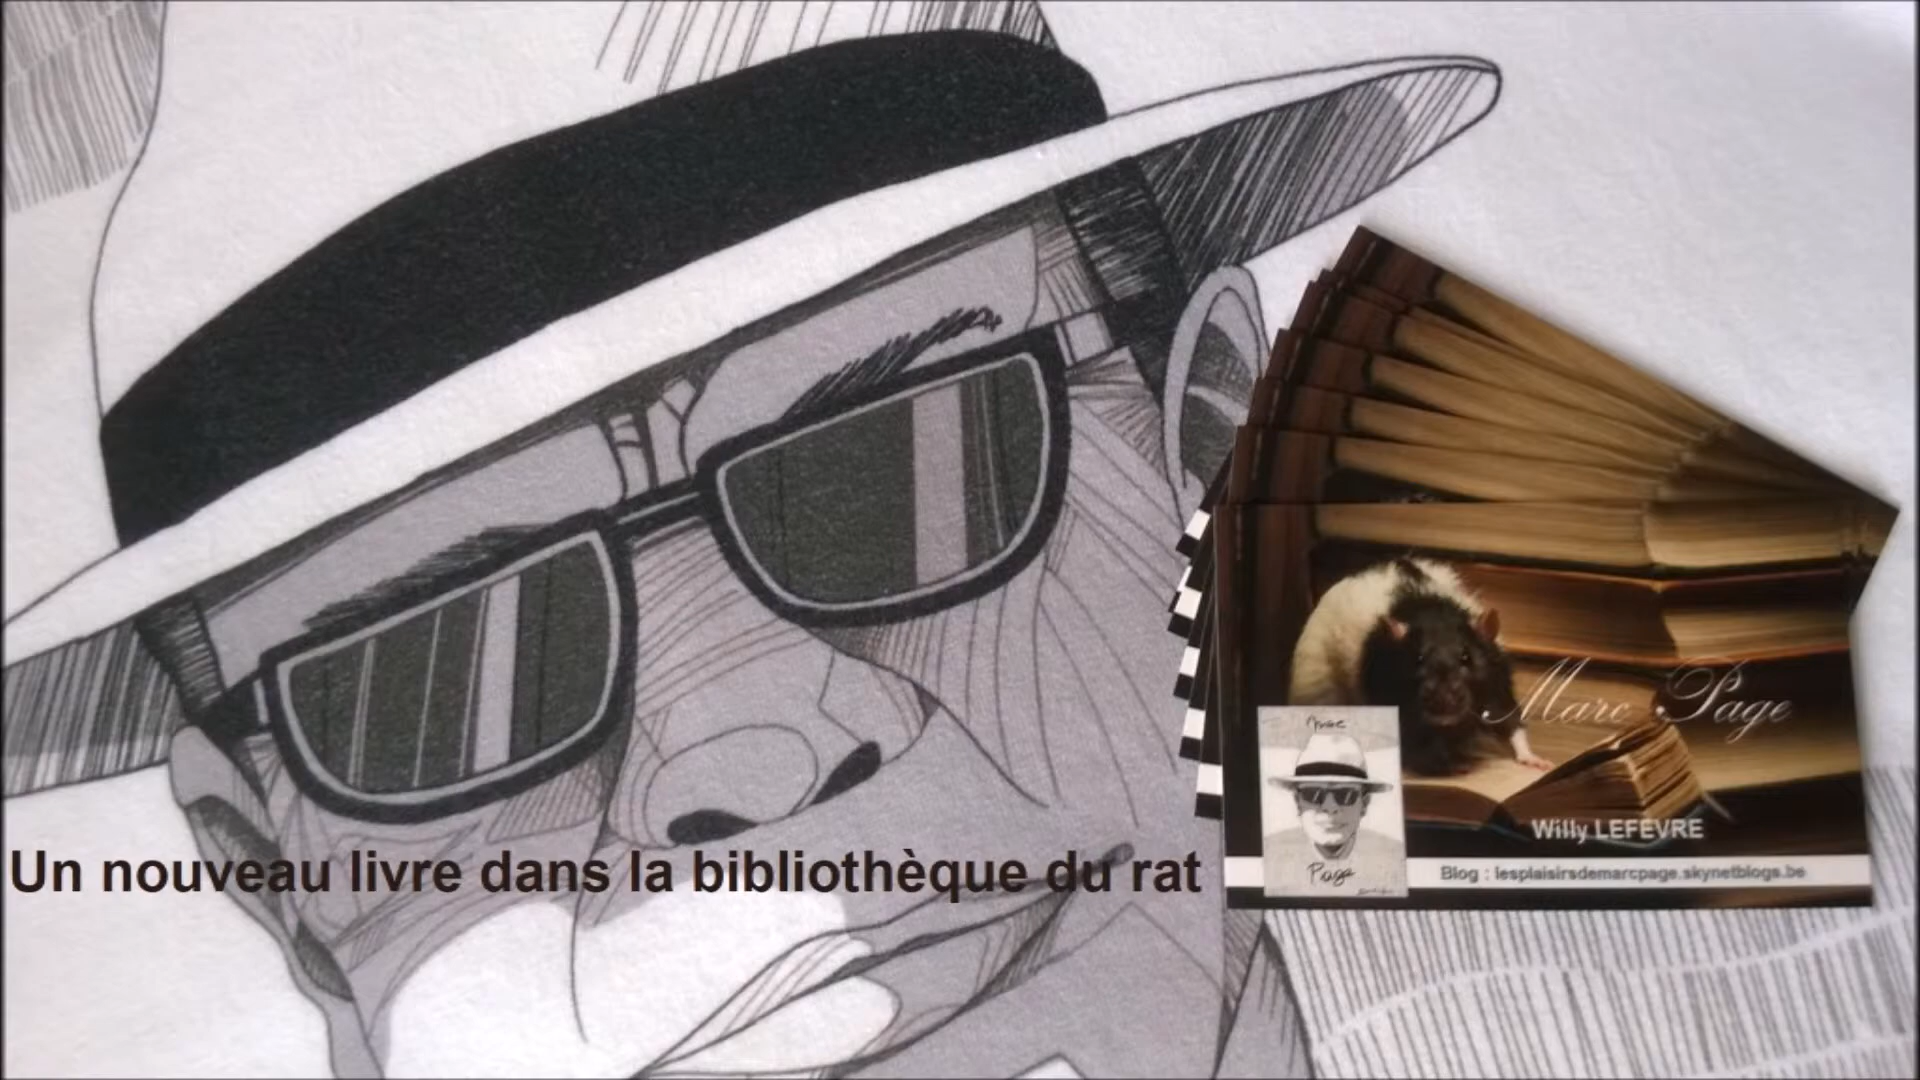 Un nouveau livre dans la bibliothèque du rat
Marc Page
Marc
Page
Willy LEFEVRE
Blog : lesplaisirsdemarcpage.skynetblogs.be